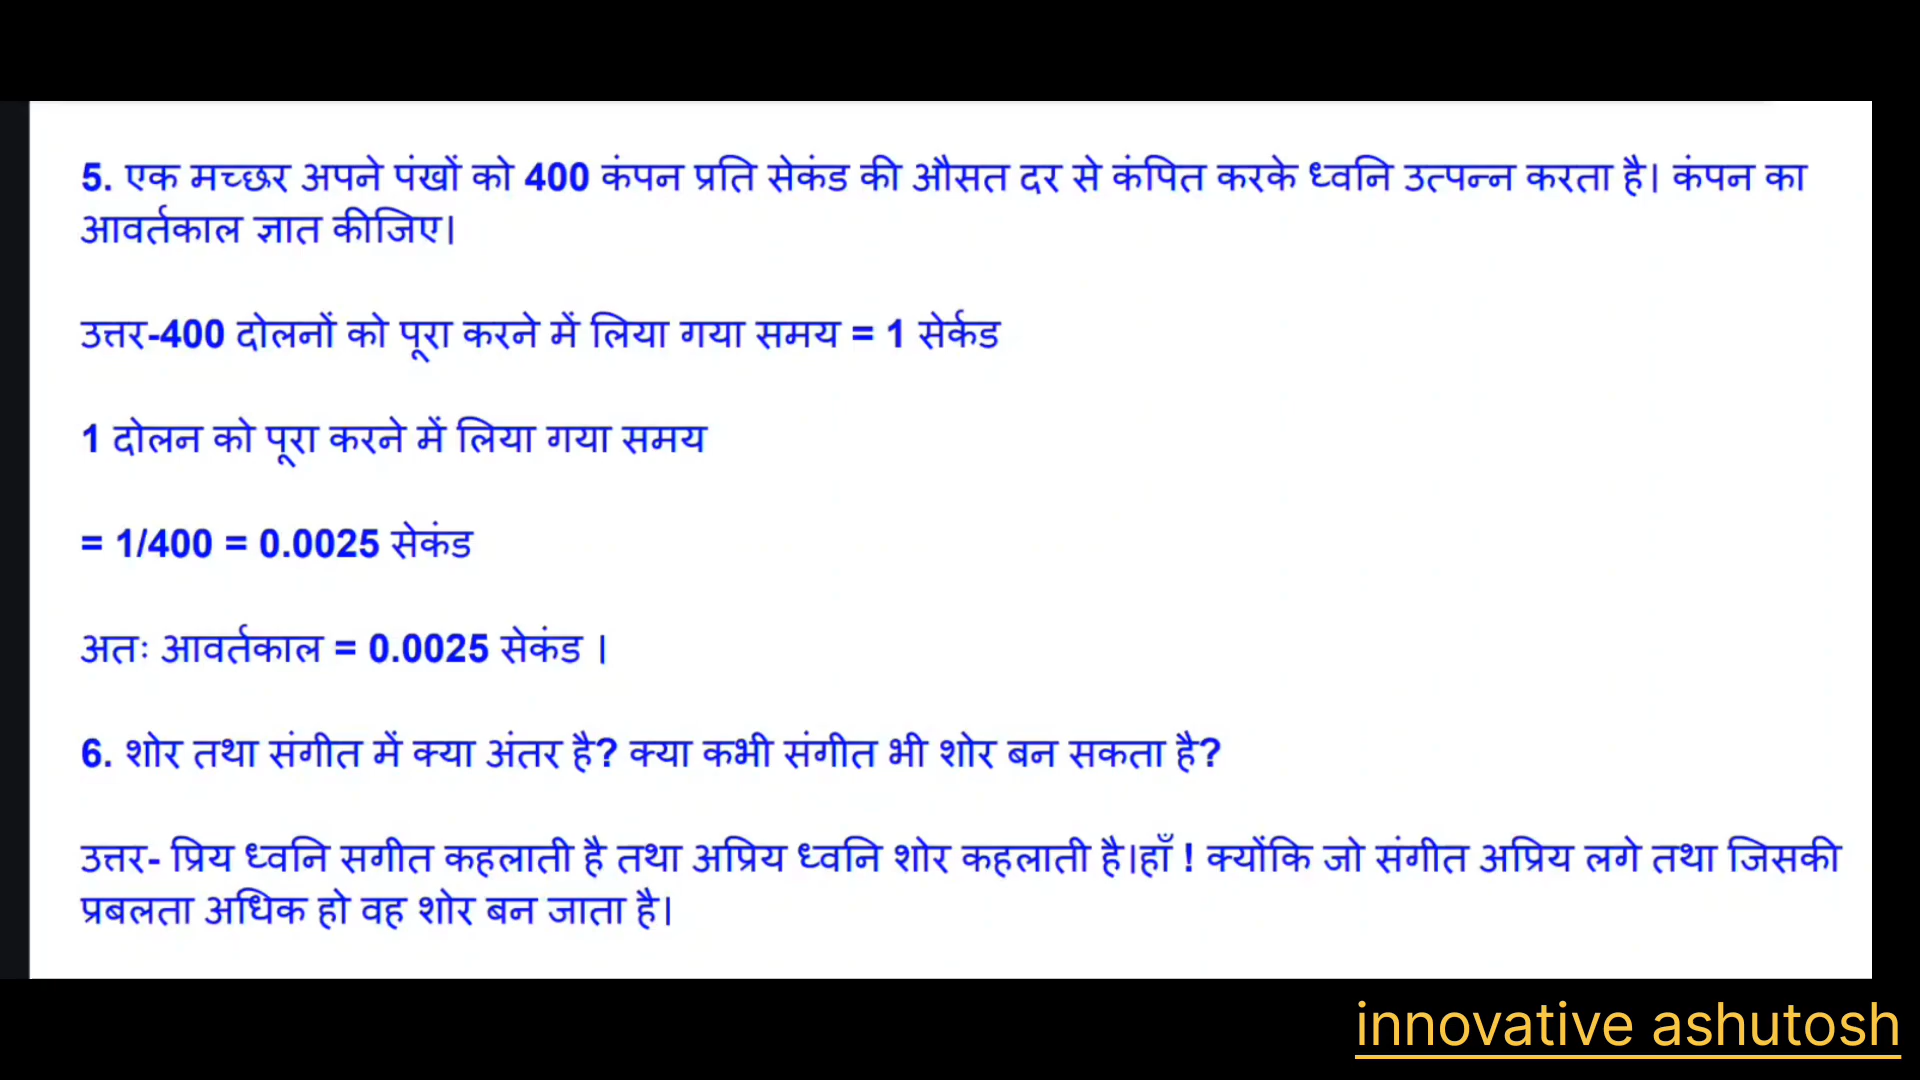 5. एक मच्छर अपने पंखों को 400 कंपन प्रति सेकंड की औसत दर से कंपित करके ध्वनि उत्पन्न करता है। कंपन का
आवर्तकाल ज्ञात कीजिए।
उत्तर-400 दोलनों को पूरा करने में लिया गया समय = 1 सेर्कड
1 दोलन को पूरा करने में लिया गया समय
= 1/400 = 0.0025 सेकंड
अतः आवर्तकाल = 0.0025 सेकंड ।
6. शोर तथा संगीत में क्या अंतर है? क्या कभी संगीत भी शोर बन सकता है?
उत्तर- प्रिय ध्वनि सगीत कहलाती है तथा अप्रिय ध्वनि शोर कहलाती है।हाँ ! क्योंकि जो संगीत अप्रिय लगे तथा जिसकी
प्रबलता अधिक हो वह शोर बन जाता है।
innovative ashutosh